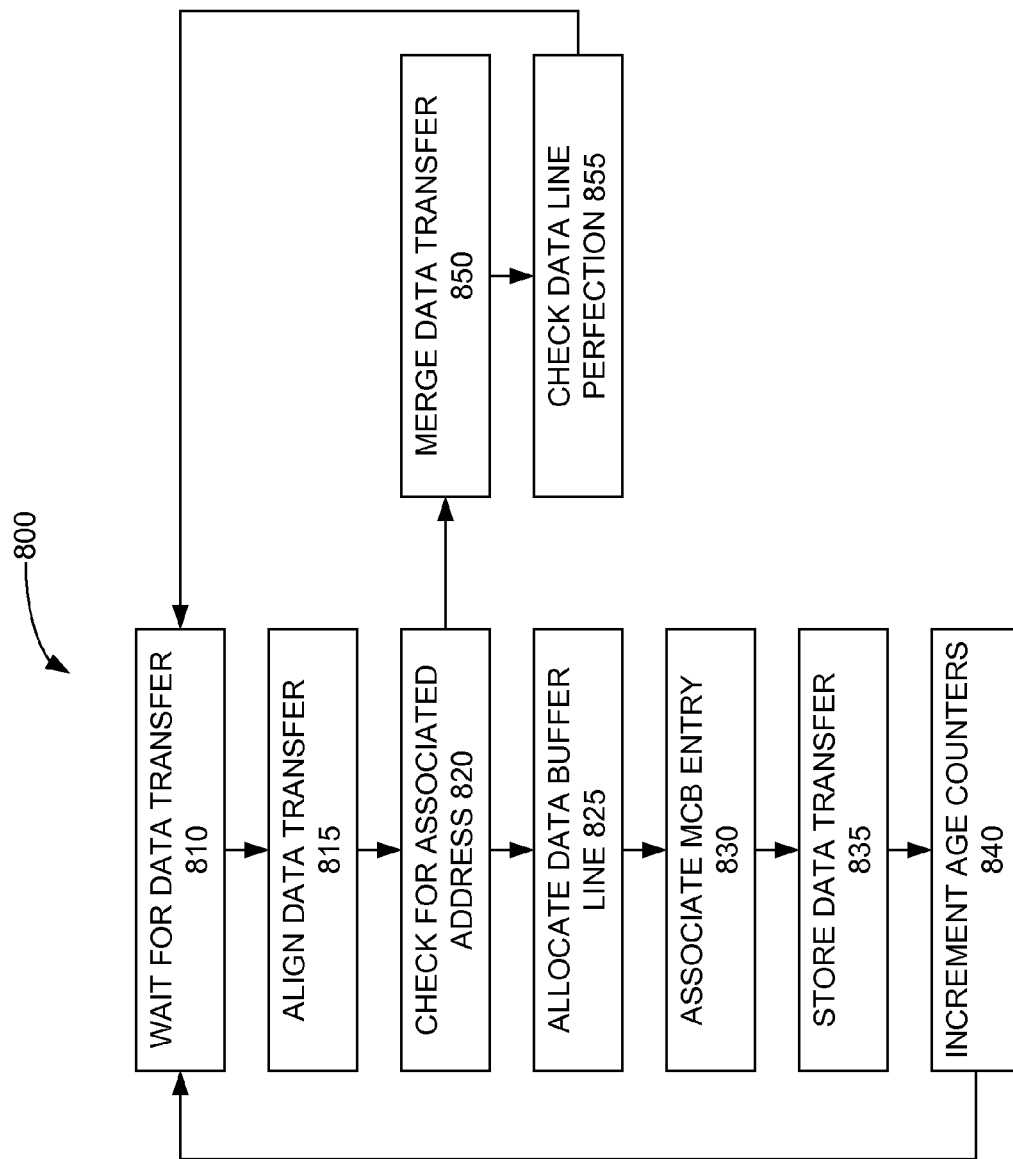 800
WAIT FOR DATA TRANSFER
810
ALIGN DATA TRANSFER
815
CHECK FOR ASSOCIATED
ADDRESS 820
ALLOCATE DATA BUFFER
LINE 825
ASSOCIATE MCB ENTRY
830
STORE DATA TRANSFER
835
INCREMENT AGE COUNTERS
840
MERGE DATA TRANSFER
850
CHECK DATA LINE
PERFECTION 855